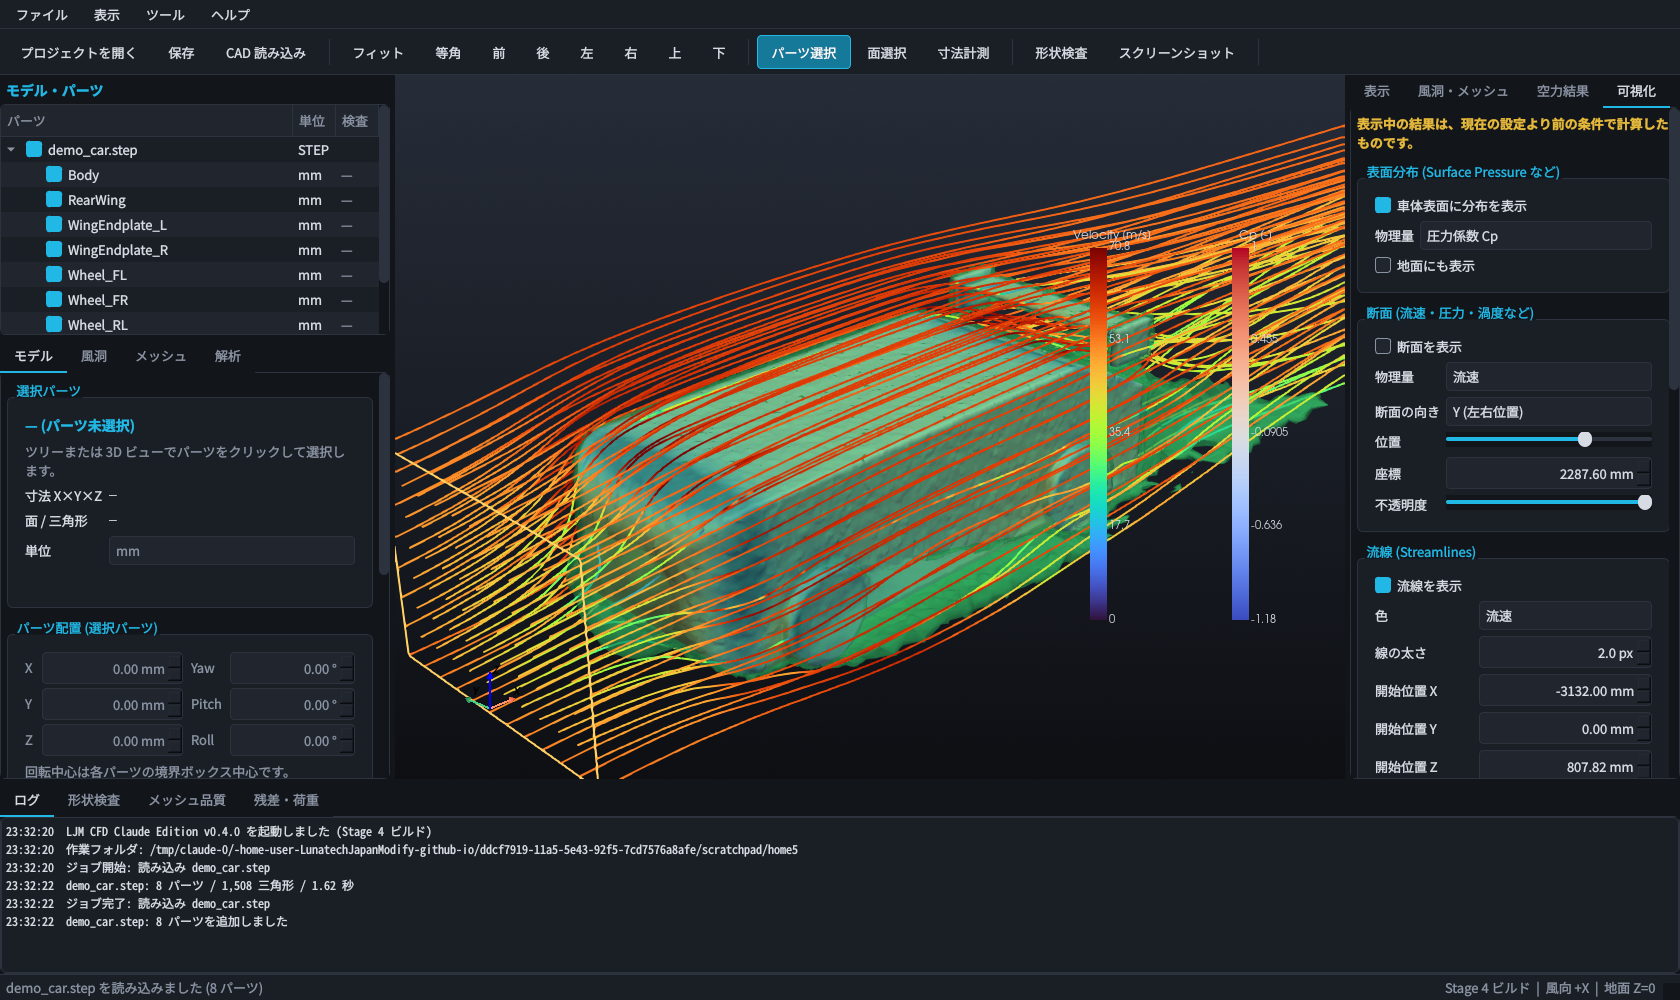 ファイル 表示 ツール ヘルプ
プロジェクトを開く 保存 CAD 読み込み フィット 等角 前 後 左 右 上 下 パーツ選択 面選択 寸法計測 形状検査 スクリーンショット
モデル・パーツ
パーツ 単位 検査
demo_car.step STEP
Body mm —
RearWing mm —
WingEndplate_L mm —
WingEndplate_R mm —
Wheel_FL mm —
Wheel_FR mm —
Wheel_RL mm —
モデル 風洞 メッシュ 解析
選択パーツ
— (パーツ未選択)
ツリーまたは 3D ビューでパーツをクリックして選択し
ます。
寸法 X×Y×Z –
面 / 三角形 –
単位 mm
パーツ配置 (選択パーツ)
X 0.00 mm Yaw 0.00 °
Y 0.00 mm Pitch 0.00 °
Z 0.00 mm Roll 0.00 °
回転中心は各パーツの境界ボックス中心です。
Velocity (m/s)
70.8
53.1
35.4
17.7
0
Cp (-)
1
0.455
-0.0905
-0.636
-1.18
表示 風洞・メッシュ 空力結果 可視化
表示中の結果は、現在の設定より前の条件で計算した
ものです。
表面分布 (Surface Pressure など)
車体表面に分布を表示
物理量 圧力係数 Cp
地面にも表示
断面 (流速・圧力・渦度など)
断面を表示
物理量 流速
断面の向き Y (左右位置)
位置
座標 2287.60 mm
不透明度
流線 (Streamlines)
流線を表示
色 流速
線の太さ 2.0 px
開始位置 X -3132.00 mm
開始位置 Y 0.00 mm
開始位置 Z 807.82 mm
ログ 形状検査 メッシュ品質 残差・荷重
23:32:20 LJM CFD Claude Edition v0.4.0 を起動しました (Stage 4 ビルド)
23:32:20 作業フォルダ: /tmp/claude-0/-home-user-LunatechJapanModify-github-io/ddcf7919-11a5-5e43-92f5-7cd7576a8afe/scratchpad/home5
23:32:20 ジョブ開始: 読み込み demo_car.step
23:32:22 demo_car.step: 8 パーツ / 1,508 三角形 / 1.62 秒
23:32:22 ジョブ完了: 読み込み demo_car.step
23:32:22 demo_car.step: 8 パーツを追加しました
demo_car.step を読み込みました (8 パーツ)
Stage 4 ビルド | 風向 +X | 地面 Z=0